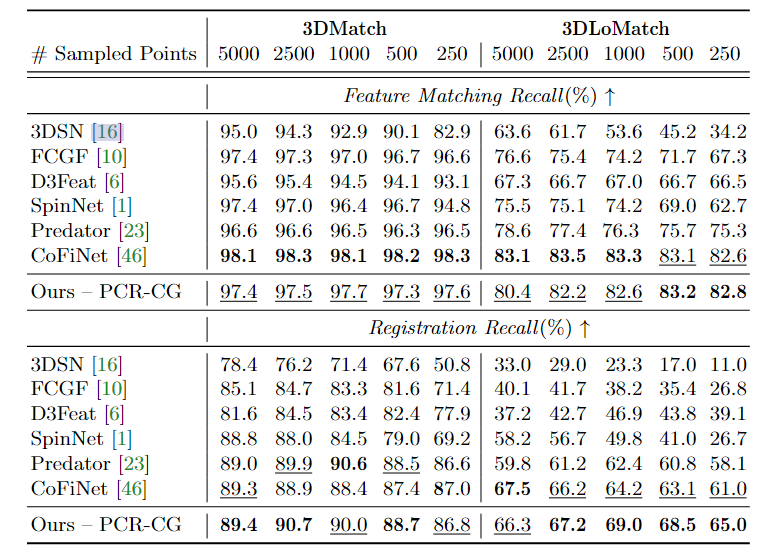 3DMatch 3DLoMatch
# Sampled Points 5000 2500 1000 500 250 5000 2500 1000 500 250
Feature Matching Recall(%) ↑
3DSN [16] 95.0 94.3 92.9 90.1 82.9 63.6 61.7 53.6 45.2 34.2
FCGF [10] 97.4 97.3 97.0 96.7 96.6 76.6 75.4 74.2 71.7 67.3
D3Feat [6] 95.6 95.4 94.5 94.1 93.1 67.3 66.7 67.0 66.7 66.5
SpinNet [1] 97.4 97.0 96.4 96.7 94.8 75.5 75.1 74.2 69.0 62.7
Predator [23] 96.6 96.6 96.5 96.3 96.5 78.6 77.4 76.3 75.7 75.3
CoFiNet [46] 98.1 98.3 98.1 98.2 98.3 83.1 83.5 83.3 83.1 82.6
Ours – PCR-CG 97.4 97.5 97.7 97.3 97.6 80.4 82.2 82.6 83.2 82.8
Registration Recall(%) ↑
3DSN [16] 78.4 76.2 71.4 67.6 50.8 33.0 29.0 23.3 17.0 11.0
FCGF [10] 85.1 84.7 83.3 81.6 71.4 40.1 41.7 38.2 35.4 26.8
D3Feat [6] 81.6 84.5 83.4 82.4 77.9 37.2 42.7 46.9 43.8 39.1
SpinNet [1] 88.8 88.0 84.5 79.0 69.2 58.2 56.7 49.8 41.0 26.7
Predator [23] 89.0 89.9 90.6 88.5 86.6 59.8 61.2 62.4 60.8 58.1
CoFiNet [46] 89.3 88.9 88.4 87.4 87.0 67.5 66.2 64.2 63.1 61.0
Ours – PCR-CG 89.4 90.7 90.0 88.7 86.8 66.3 67.2 69.0 68.5 65.0